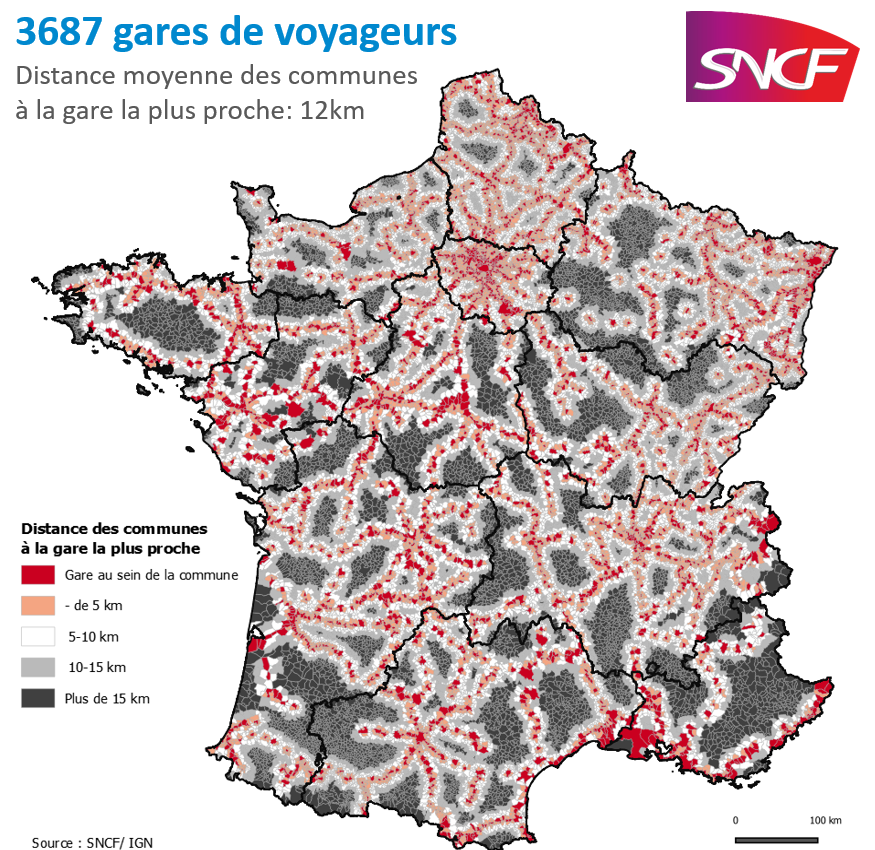 3687 gares de voyageurs
Distance moyenne des communes
à la gare la plus proche: 12km
SNCF
Distance des communes
à la gare la plus proche
Gare au sein de la commune
- de 5 km
5-10 km
10-15 km
Plus de 15 km
0 100 km
Source : SNCF/ IGN